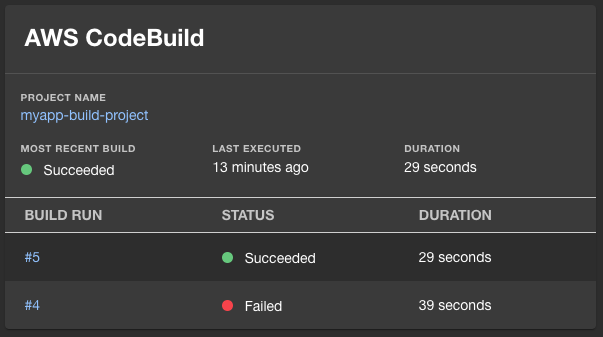 AWS CodeBuild
PROJECT NAME
myapp-build-project
MOST RECENT BUILD LAST EXECUTED DURATION
Succeeded 13 minutes ago 29 seconds
BUILD RUN STATUS DURATION
#5 Succeeded 29 seconds
#4 Failed 39 seconds